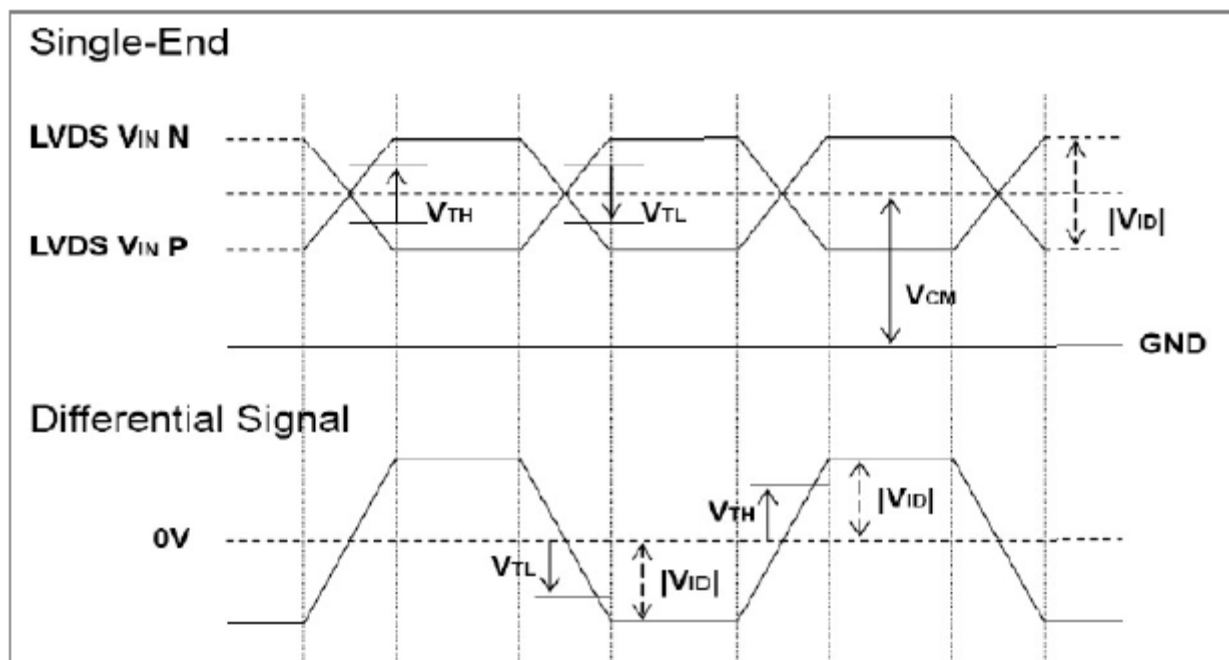 Single-End
LVDS VIN N
VTH
VTL
|VID|
LVDS VIN P
VCM
GND
Differential Signal
VTH
|VID|
0V
VTL
|VID|